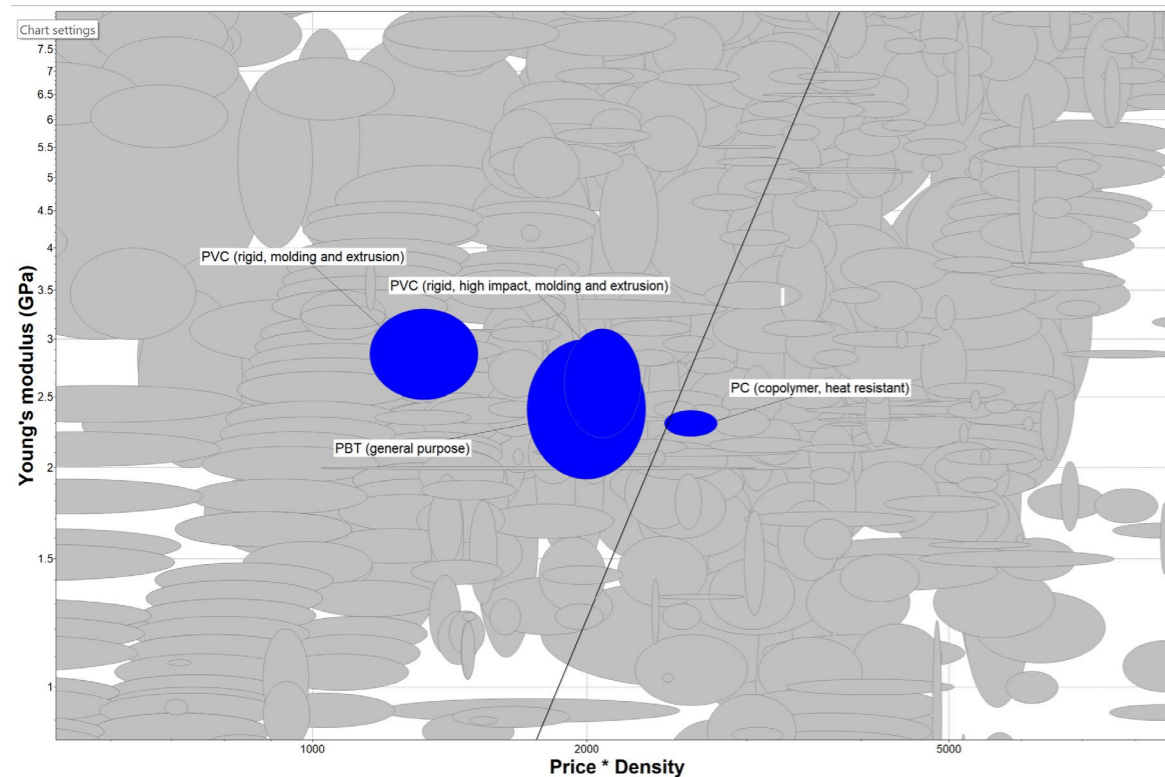 Chart settings
7.5
7
6.5
6
5.5
5
4.5
4
3.5
3
2.5
2
1.5
1
Young's modulus (GPa)
PVC (rigid, molding and extrusion)
PVC (rigid, high impact, molding and extrusion)
PC (copolymer, heat resistant)
PBT (general purpose)
1000
2000
5000
Price * Density